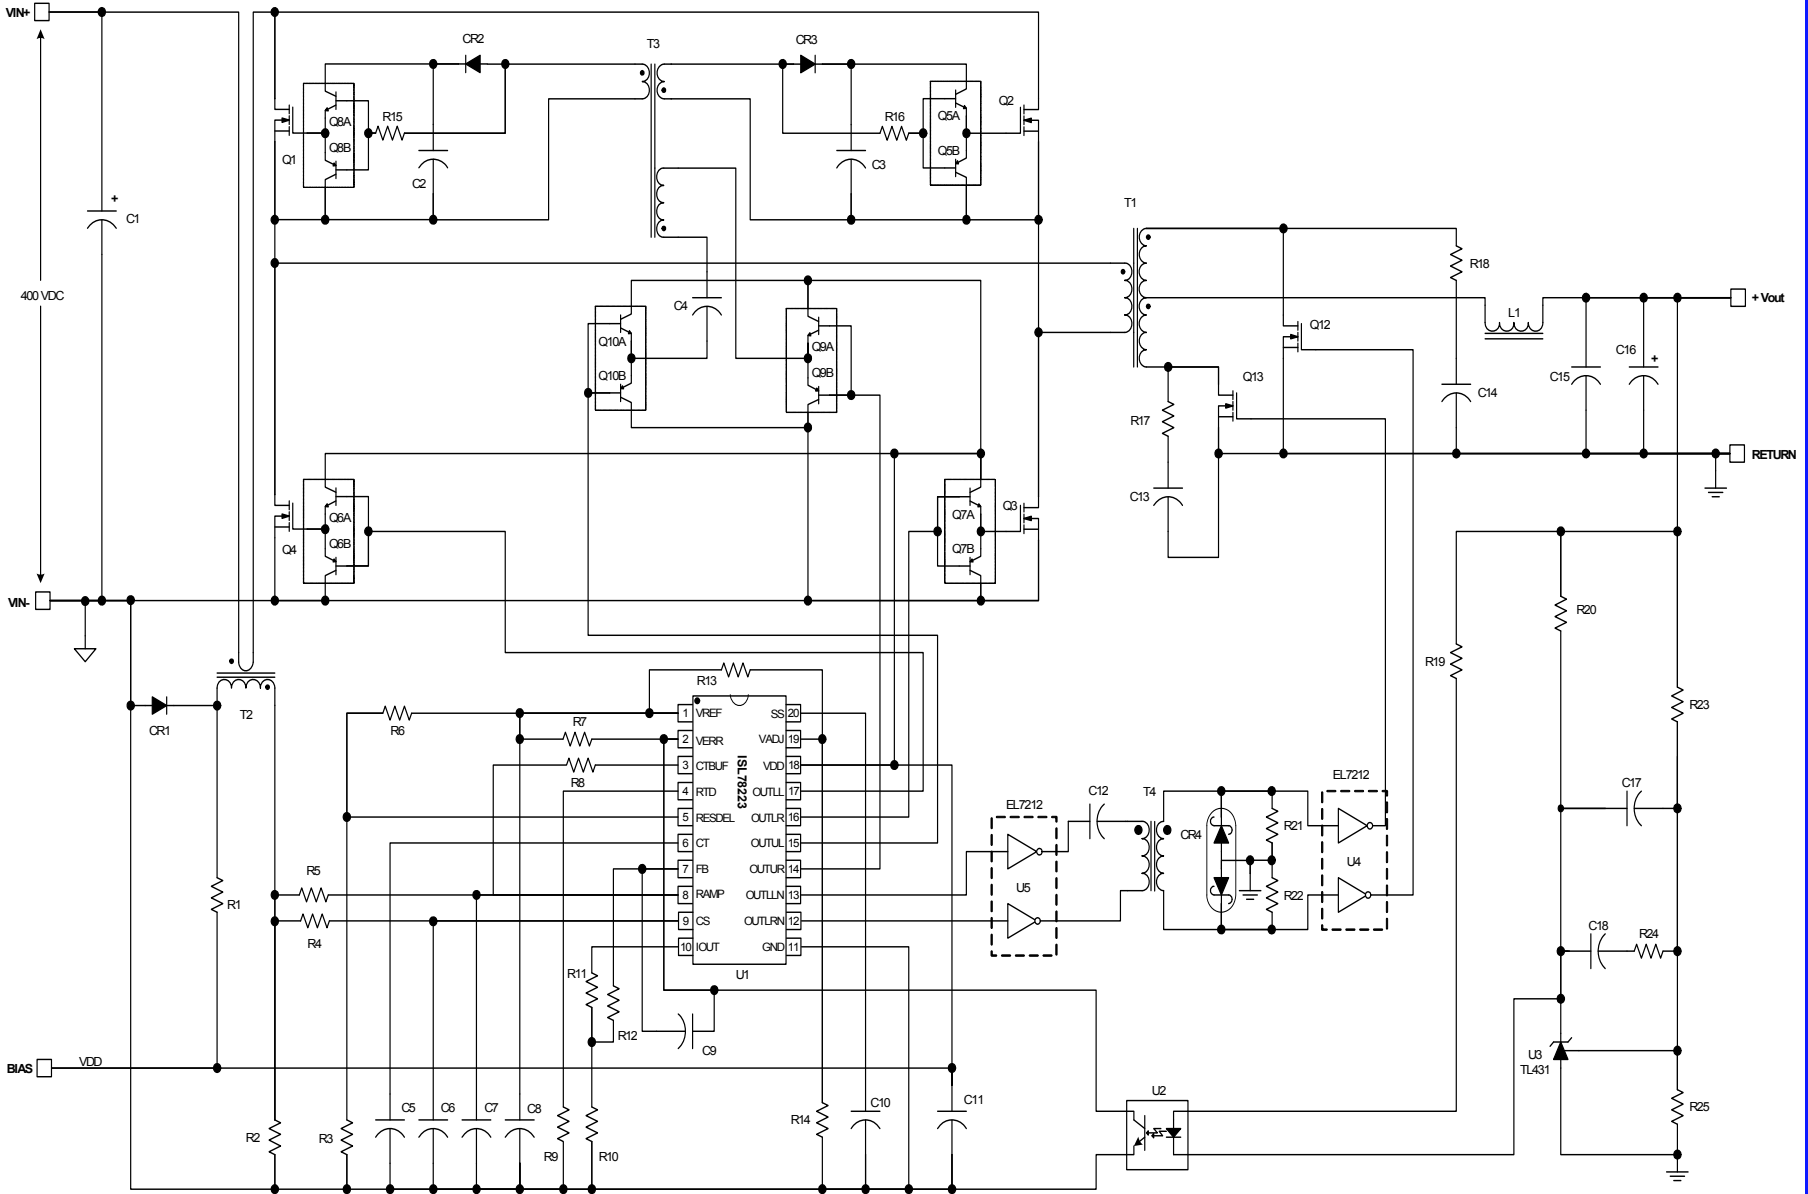 VIN+
CR2
T3
CR3
Q1
Q8A
Q8B
R15
C2
R16
C3
Q5A
Q5B
Q2
+
C1
T1
400 VDC
C4
Q10A
Q10B
Q9A
Q9B
R18
+ Vout
L1
Q12
C16
+
C15
Q13
R17
C14
RETURN
C13
Q6A
Q6B
Q4
Q7A
Q7B
Q3
VIN-
R20
R19
R13
T2
CR1
R6
R7
R8
R23
1 VREF
2 VERR
3 CTBUF
4 RTD
5 RESDEL
6 CT
7 FB
8 RAMP
9 CS
10 IOUT
ISL78223
SS 20
VADJ 19
VDD 18
OUTLL 17
OUTLR 16
OUTUL 15
OUTUR 14
OUTLLN 13
OUTLRN 12
GND 11
U1
EL7212
U5
C12
T4
CR4
R21
R22
EL7212
U4
C17
R5
R4
R1
C18
R24
R11
R12
C9
U3
TL431
BIAS
VDD
U2
R2
R3
C5
C6
C7
C8
R9
R10
R14
C10
C11
R25